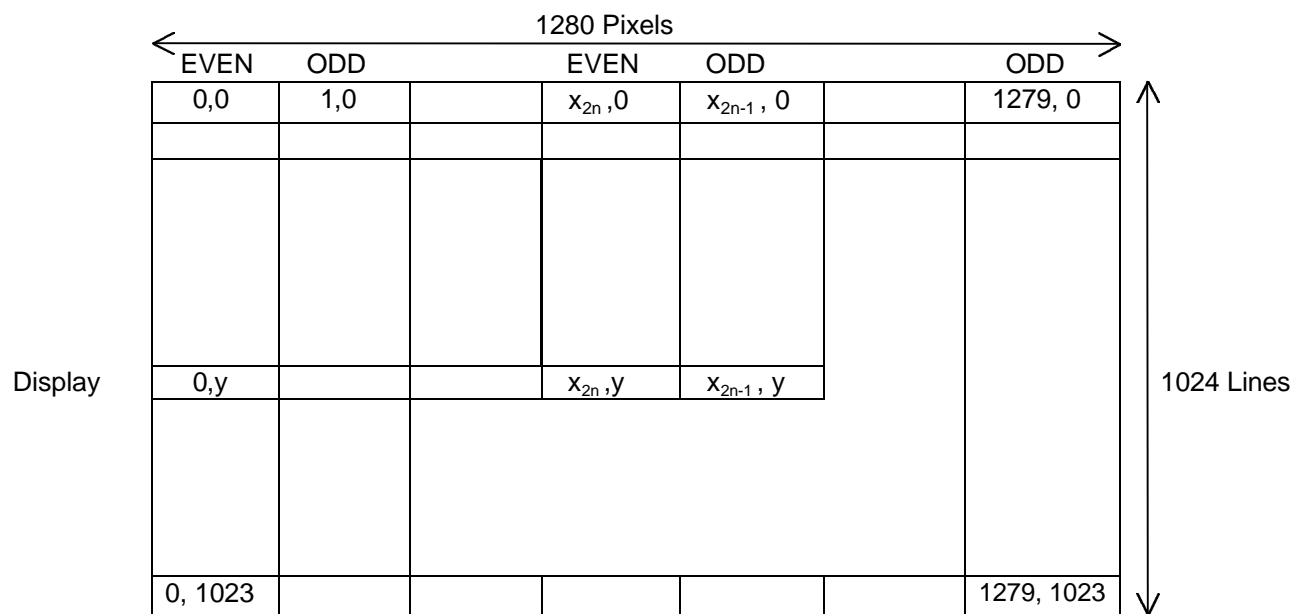 1280 Pixels
EVEN ODD EVEN ODD ODD
0,0 1,0 x2n ,0 x2n-1 , 0 1279, 0
Display 0,y x2n ,y x2n-1 , y 1024 Lines
0, 1023 1279, 1023